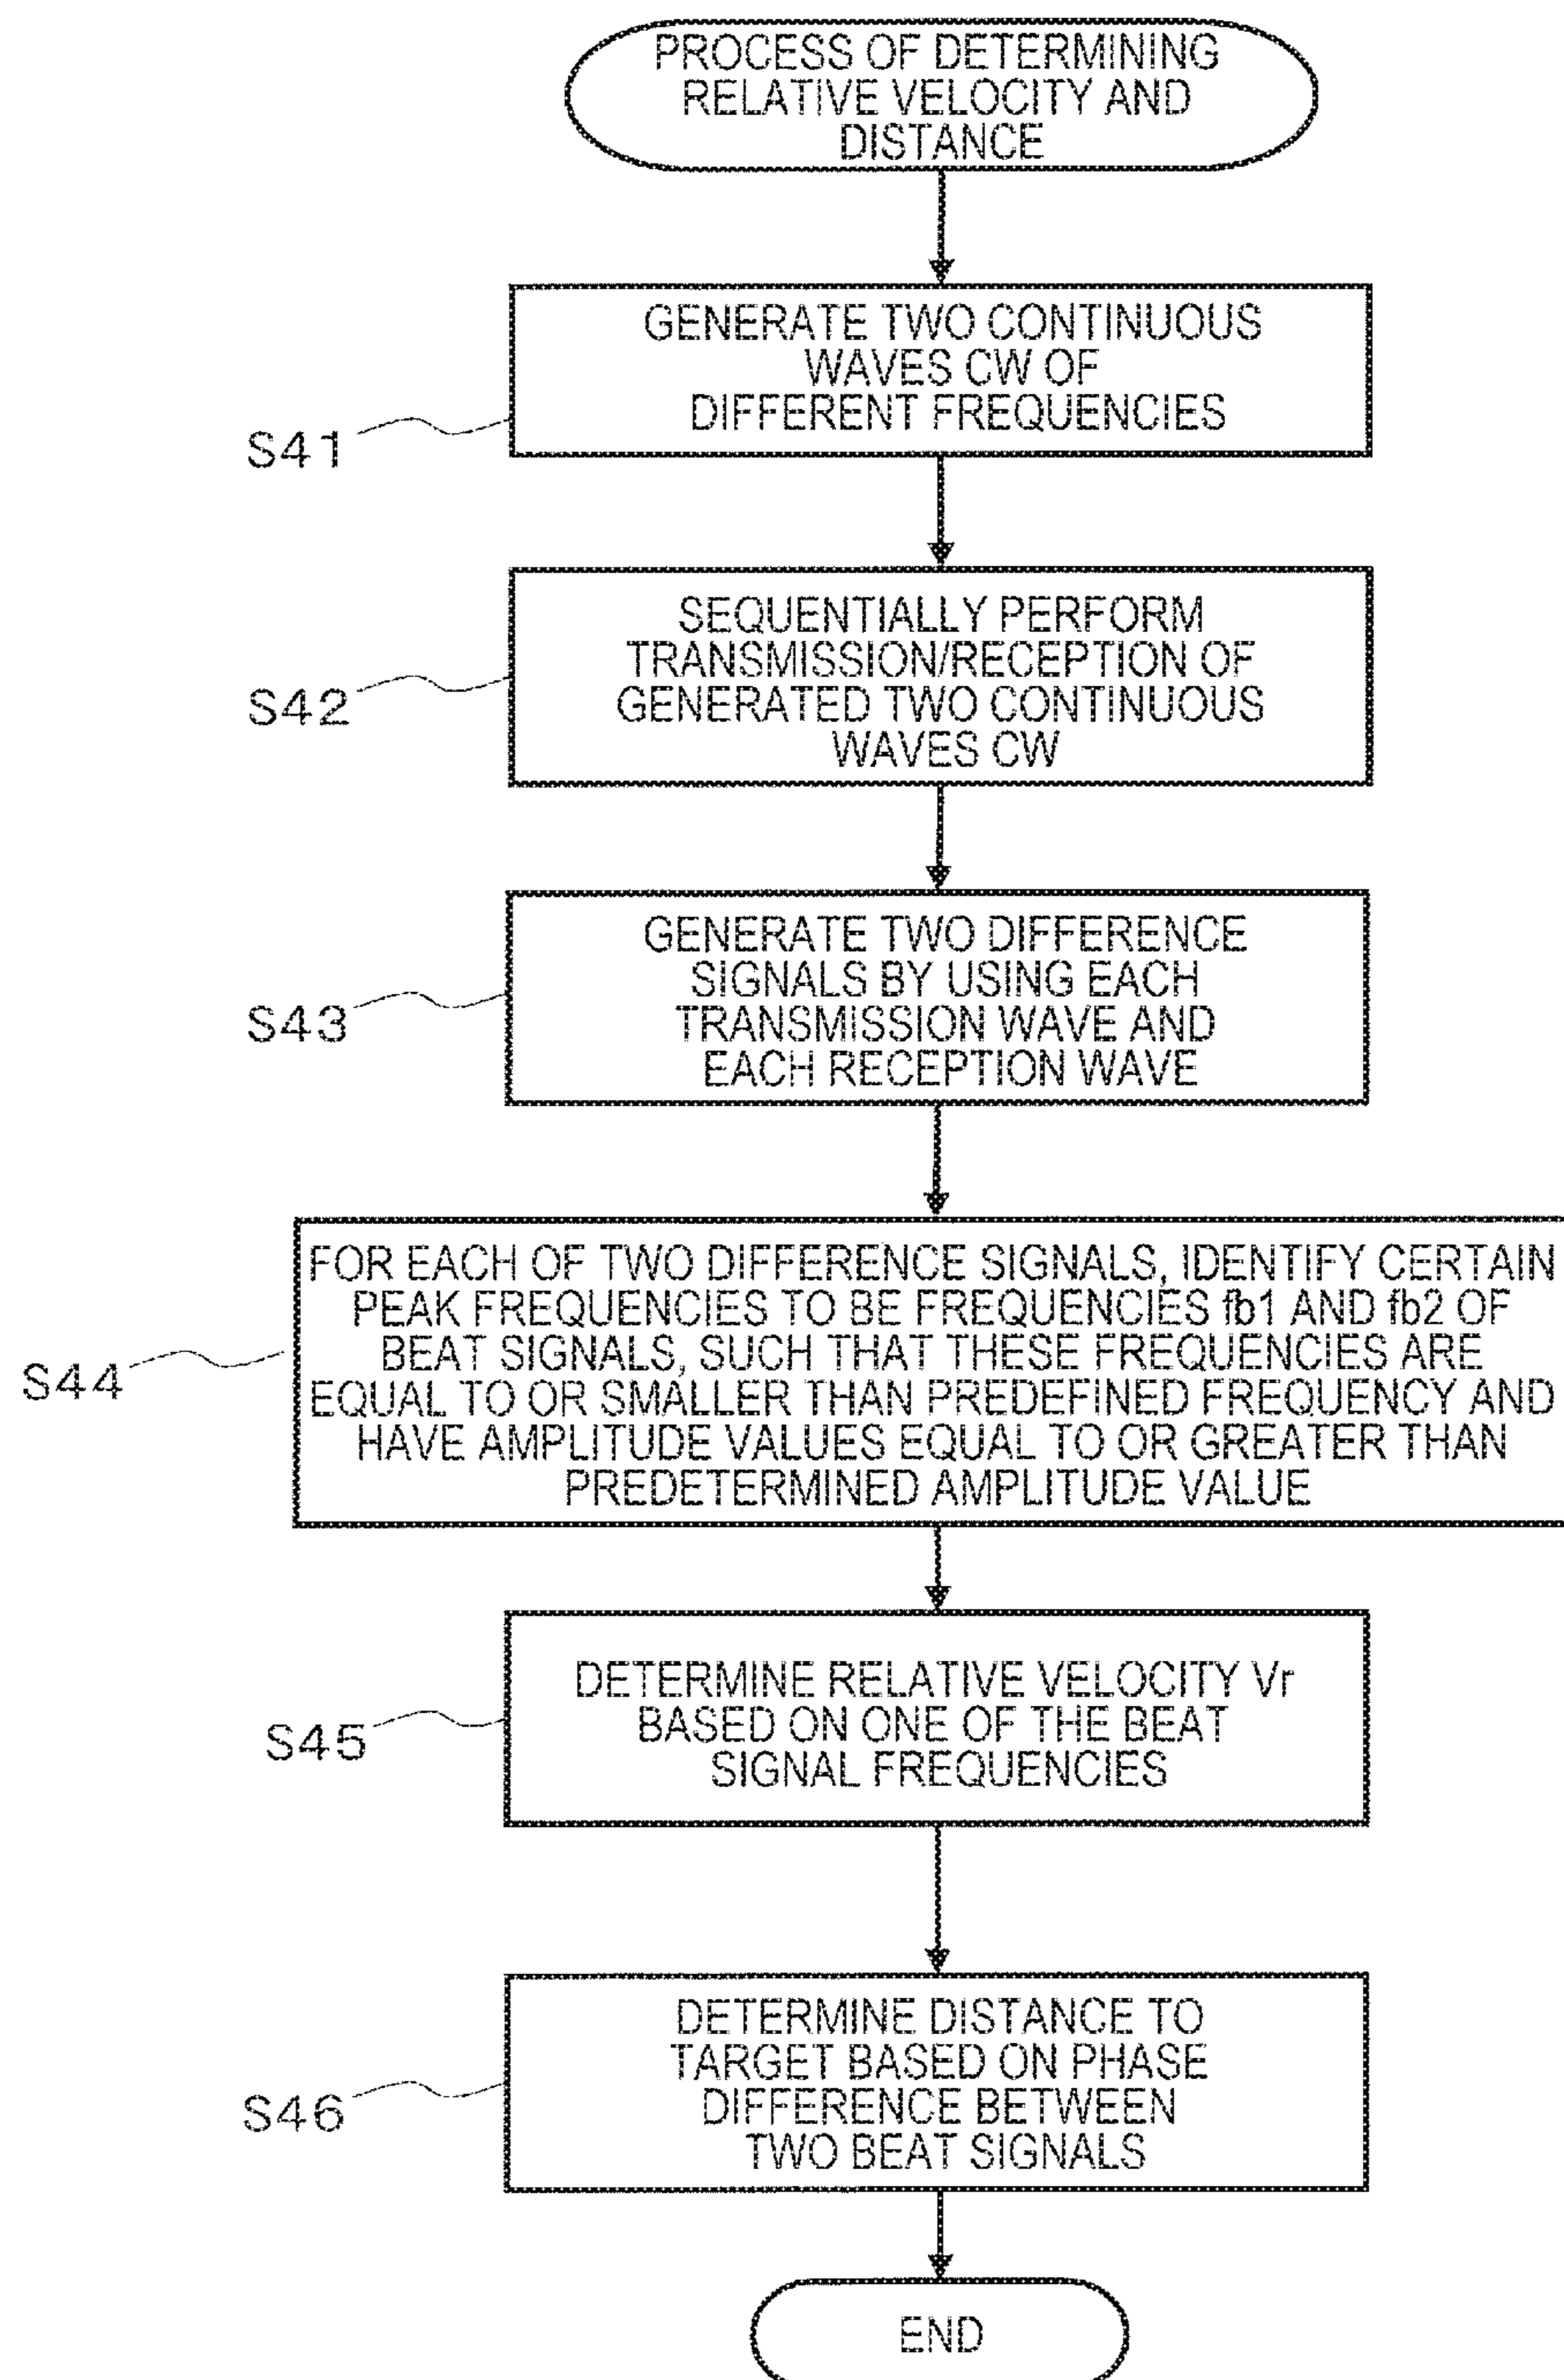 PROCESS OF DETERMINING
RELATIVE VELOCITY AND
DISTANCE
GENERATE TWO CONTINUOUS
WAVES CW OF
DIFFERENT FREQUENCIES
S41
SEQUENTIALLY PERFORM
TRANSMISSION/RECEPTION OF
GENERATED TWO CONTINUOUS
WAVES CW
S42
GENERATE TWO DIFFERENCE
SIGNALS BY USING EACH
TRANSMISSION WAVE AND
EACH RECEPTION WAVE
S43
FOR EACH OF TWO DIFFERENCE SIGNALS, IDENTIFY CERTAIN
PEAK FREQUENCIES TO BE FREQUENCIES fb1 AND fb2 OF
BEAT SIGNALS, SUCH THAT THESE FREQUENCIES ARE
EQUAL TO OR SMALLER THAN PREDEFINED FREQUENCY AND
HAVE AMPLITUDE VALUES EQUAL TO OR GREATER THAN
PREDETERMINED AMPLITUDE VALUE
S44
DETERMINE RELATIVE VELOCITY Vr
BASED ON ONE OF THE BEAT
SIGNAL FREQUENCIES
S45
DETERMINE DISTANCE TO
TARGET BASED ON PHASE
DIFFERENCE BETWEEN
TWO BEAT SIGNALS
S46
END